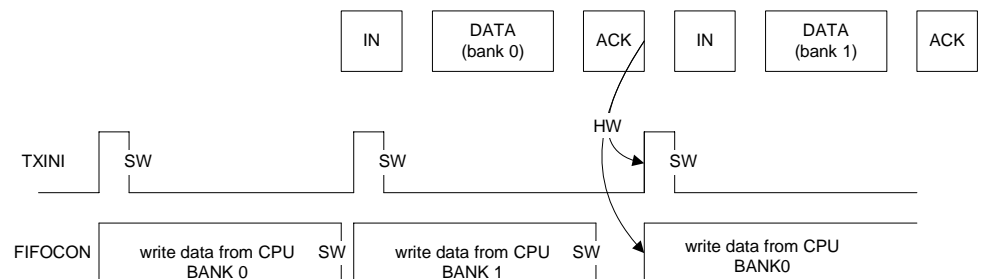 IN DATA ACK IN DATA ACK
(bank 0) (bank 1)
HW
TXINI SW SW SW
FIFOCON write data from CPU SW write data from CPU SW write data from CPU
BANK 0 BANK 1 BANK0